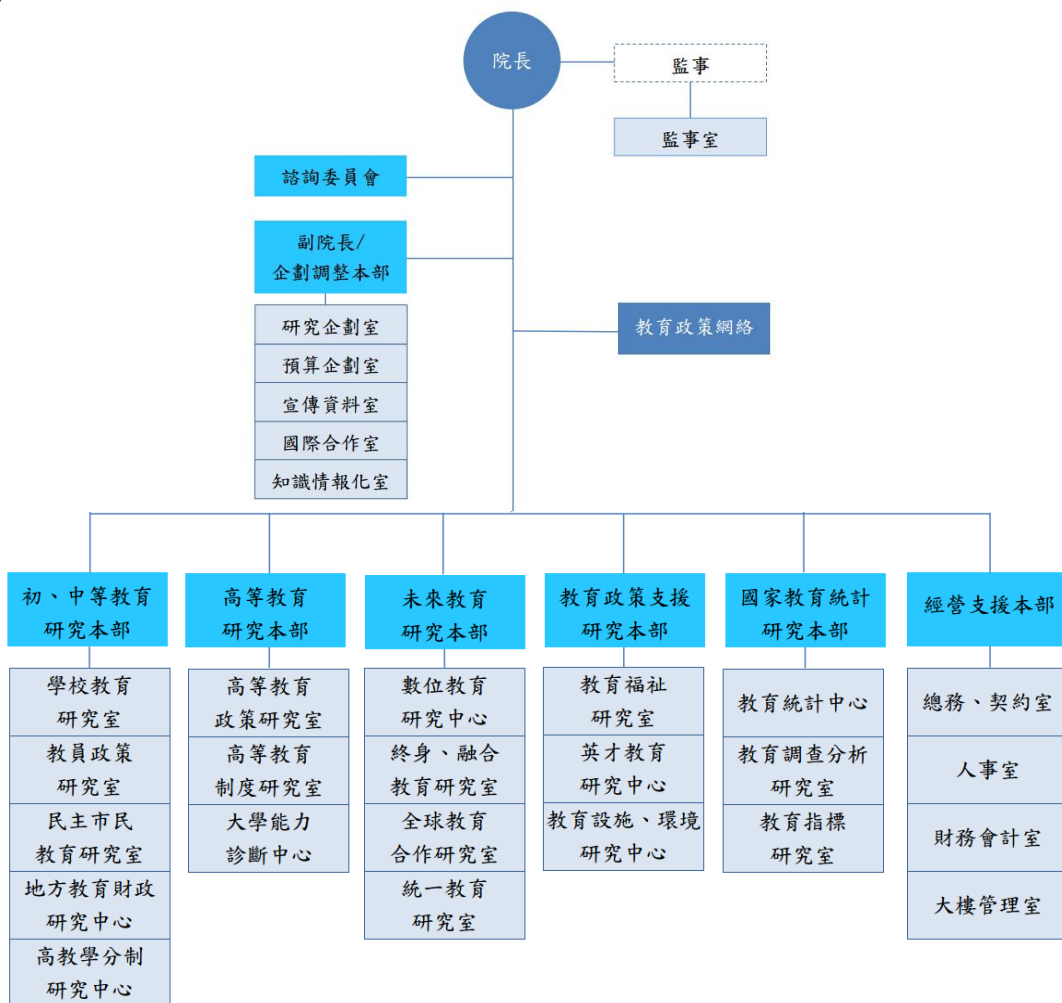 院長
監事
監事室
諮詢委員會
副院長/
企劃調整本部
研究企劃室
預算企劃室
宣傳資料室
國際合作室
知識情報化室
教育政策網絡
初、中等教育
研究本部
學校教育
研究室
教員政策
研究室
民主市民
教育研究室
地方教育財政
研究中心
高教學分制
研究中心
高等教育
研究本部
高等教育
政策研究室
高等教育
制度研究室
大學能力
診斷中心
未來教育
研究本部
數位教育
研究中心
終身、融合
教育研究室
全球教育
合作研究室
統一教育
研究室
教育政策支援
研究本部
教育福祉
研究室
英才教育
研究中心
教育設施、環境
研究中心
國家教育統計
研究本部
教育統計中心
教育調查分析
研究室
教育指標
研究室
經營支援本部
總務、契約室
人事室
財務會計室
大樓管理室